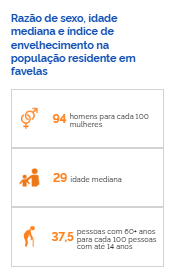 Razão de sexo, idade
mediana e índice de
envelhecimento na
população residente em
favelas
94 homens para cada 100
mulheres
29 idade mediana
37,5 pessoas com 60+ anos
para cada 100 pessoas
com até 14 anos